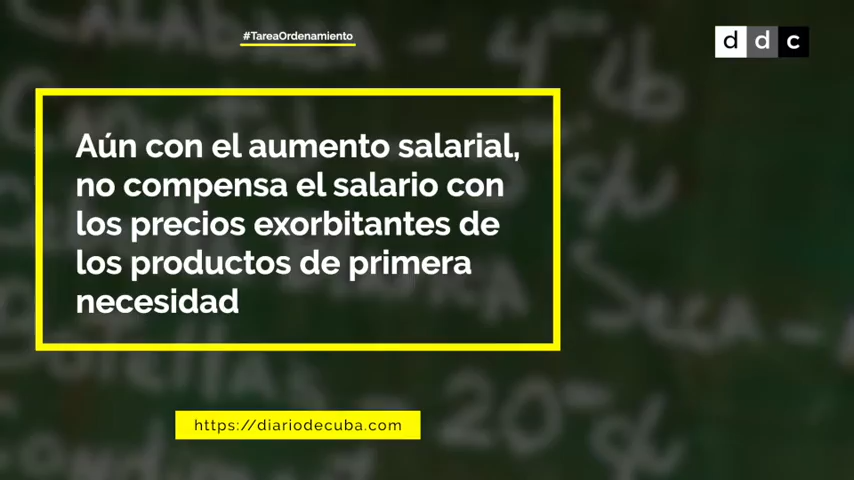 #TareaOrdenamiento
ddc
Aún con el aumento salarial,
no compensa el salario con
los precios exorbitantes de
los productos de primera
necesidad
https://diariodecuba.com